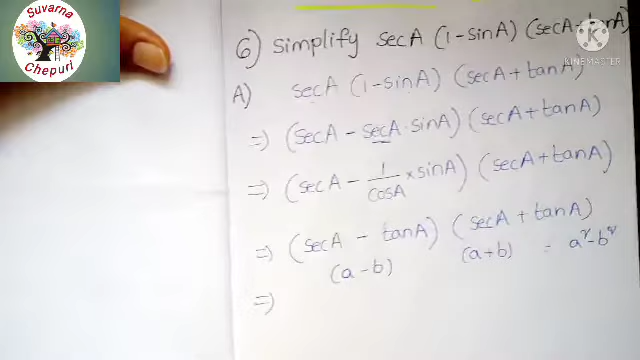 Suvarna
Chepuri
KINEMASTER
6) Simplify secA (1-sinA) (secA+tanA)
A) secA (1-sinA) (secA+tanA)
⇒ (secA - secA·sinA) (secA+tanA)
⇒ (secA - 1/cosA × sinA) (secA+tanA)
⇒ (secA - tanA) (secA + tanA)
(a-b) (a+b) = a²-b²
⇒